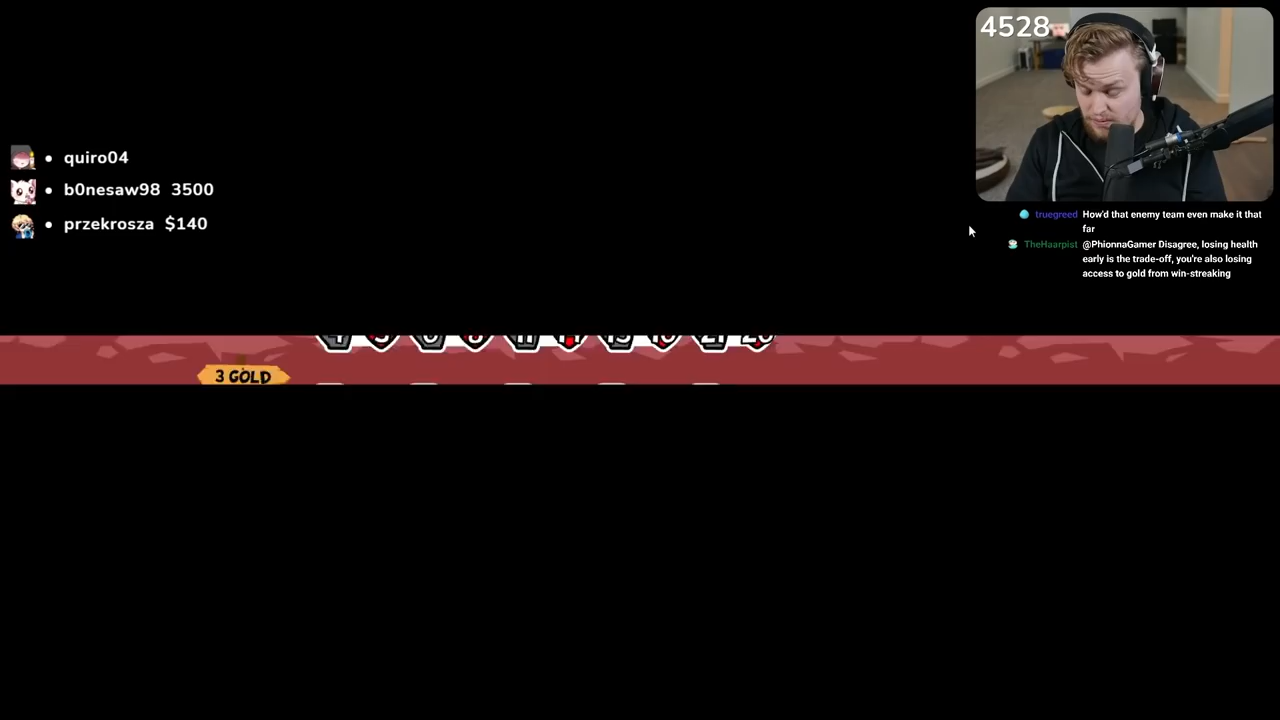 4528
quiro04
b0nesaw98 3500
przekrosza $140
truegreed How'd that enemy team even make it that
far
TheHaarpist @PhionnaGamer Disagree, losing health
early is the trade-off, you're also losing
access to gold from win-streaking
3 GOLD